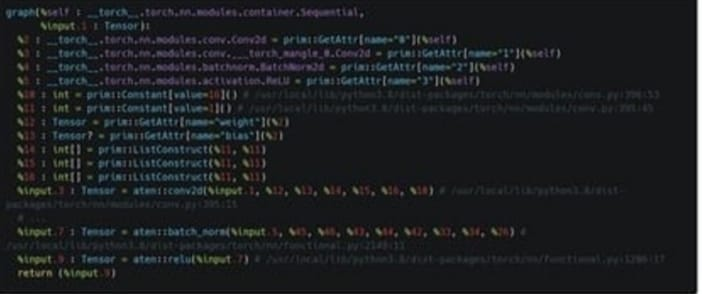 graph(%self : __torch__.torch.nn.modules.container.Sequential,
%input.1 : Tensor):
%2 : __torch__.torch.nn.modules.conv.Conv2d = prim::GetAttr[name="0"](%self)
%3 : __torch__.torch.nn.modules.conv.___torch_mangle_0.Conv2d = prim::GetAttr[name="1"](%self)
%4 : __torch__.torch.nn.modules.batchnorm.BatchNorm2d = prim::GetAttr[name="2"](%self)
%5 : __torch__.torch.nn.modules.activation.ReLU = prim::GetAttr[name="3"](%self)
%10 : int = prim::Constant[value=16]() # /usr/local/lib/python3.8/dist-packages/torch/nn/modules/conv.py:396:53
%11 : int = prim::Constant[value=1]() # /usr/local/lib/python3.8/dist-packages/torch/nn/modules/conv.py:395:45
%12 : Tensor = prim::GetAttr[name="weight"](%2)
%13 : Tensor? = prim::GetAttr[name="bias"](%2)
%14 : int[] = prim::ListConstruct(%11, %11)
%15 : int[] = prim::ListConstruct(%11, %11)
%16 : int[] = prim::ListConstruct(%11, %11)
%input.3 : Tensor = aten::conv2d(%input.1, %12, %13, %14, %15, %16, %10) # /usr/local/lib/python3.8/dist-
packages/torch/nn/modules/conv.py:395:15
# ...
%input.7 : Tensor = aten::batch_norm(%input.5, %45, %46, %43, %44, %42, %33, %34, %26) #
/usr/local/lib/python3.8/dist-packages/torch/nn/functional.py:2149:11
%input.9 : Tensor = aten::relu(%input.7) # /usr/local/lib/python3.8/dist-packages/torch/nn/functional.py:1206:17
return (%input.9)